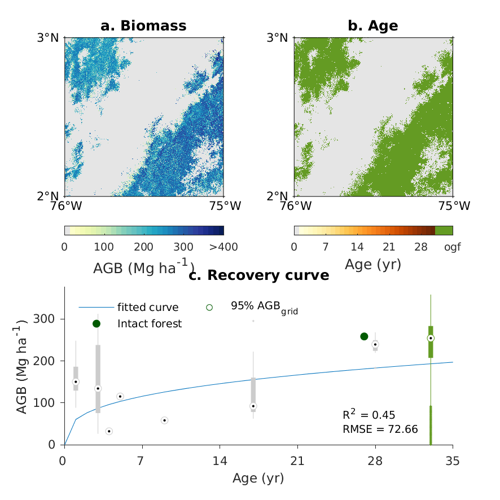 a. Biomass
b. Age
3°N
3°N
2°N
2°N
76°W
75°W
76°W
75°W
0 100 200 300 >400
0 7 14 21 28 ogf
AGB (Mg ha⁻¹)
Age (yr)
c. Recovery curve
fitted curve
95% AGB_grid
Intact forest
300
200
100
0
AGB (Mg ha⁻¹)
R² = 0.45
RMSE = 72.66
0 7 14 21 28 35
Age (yr)